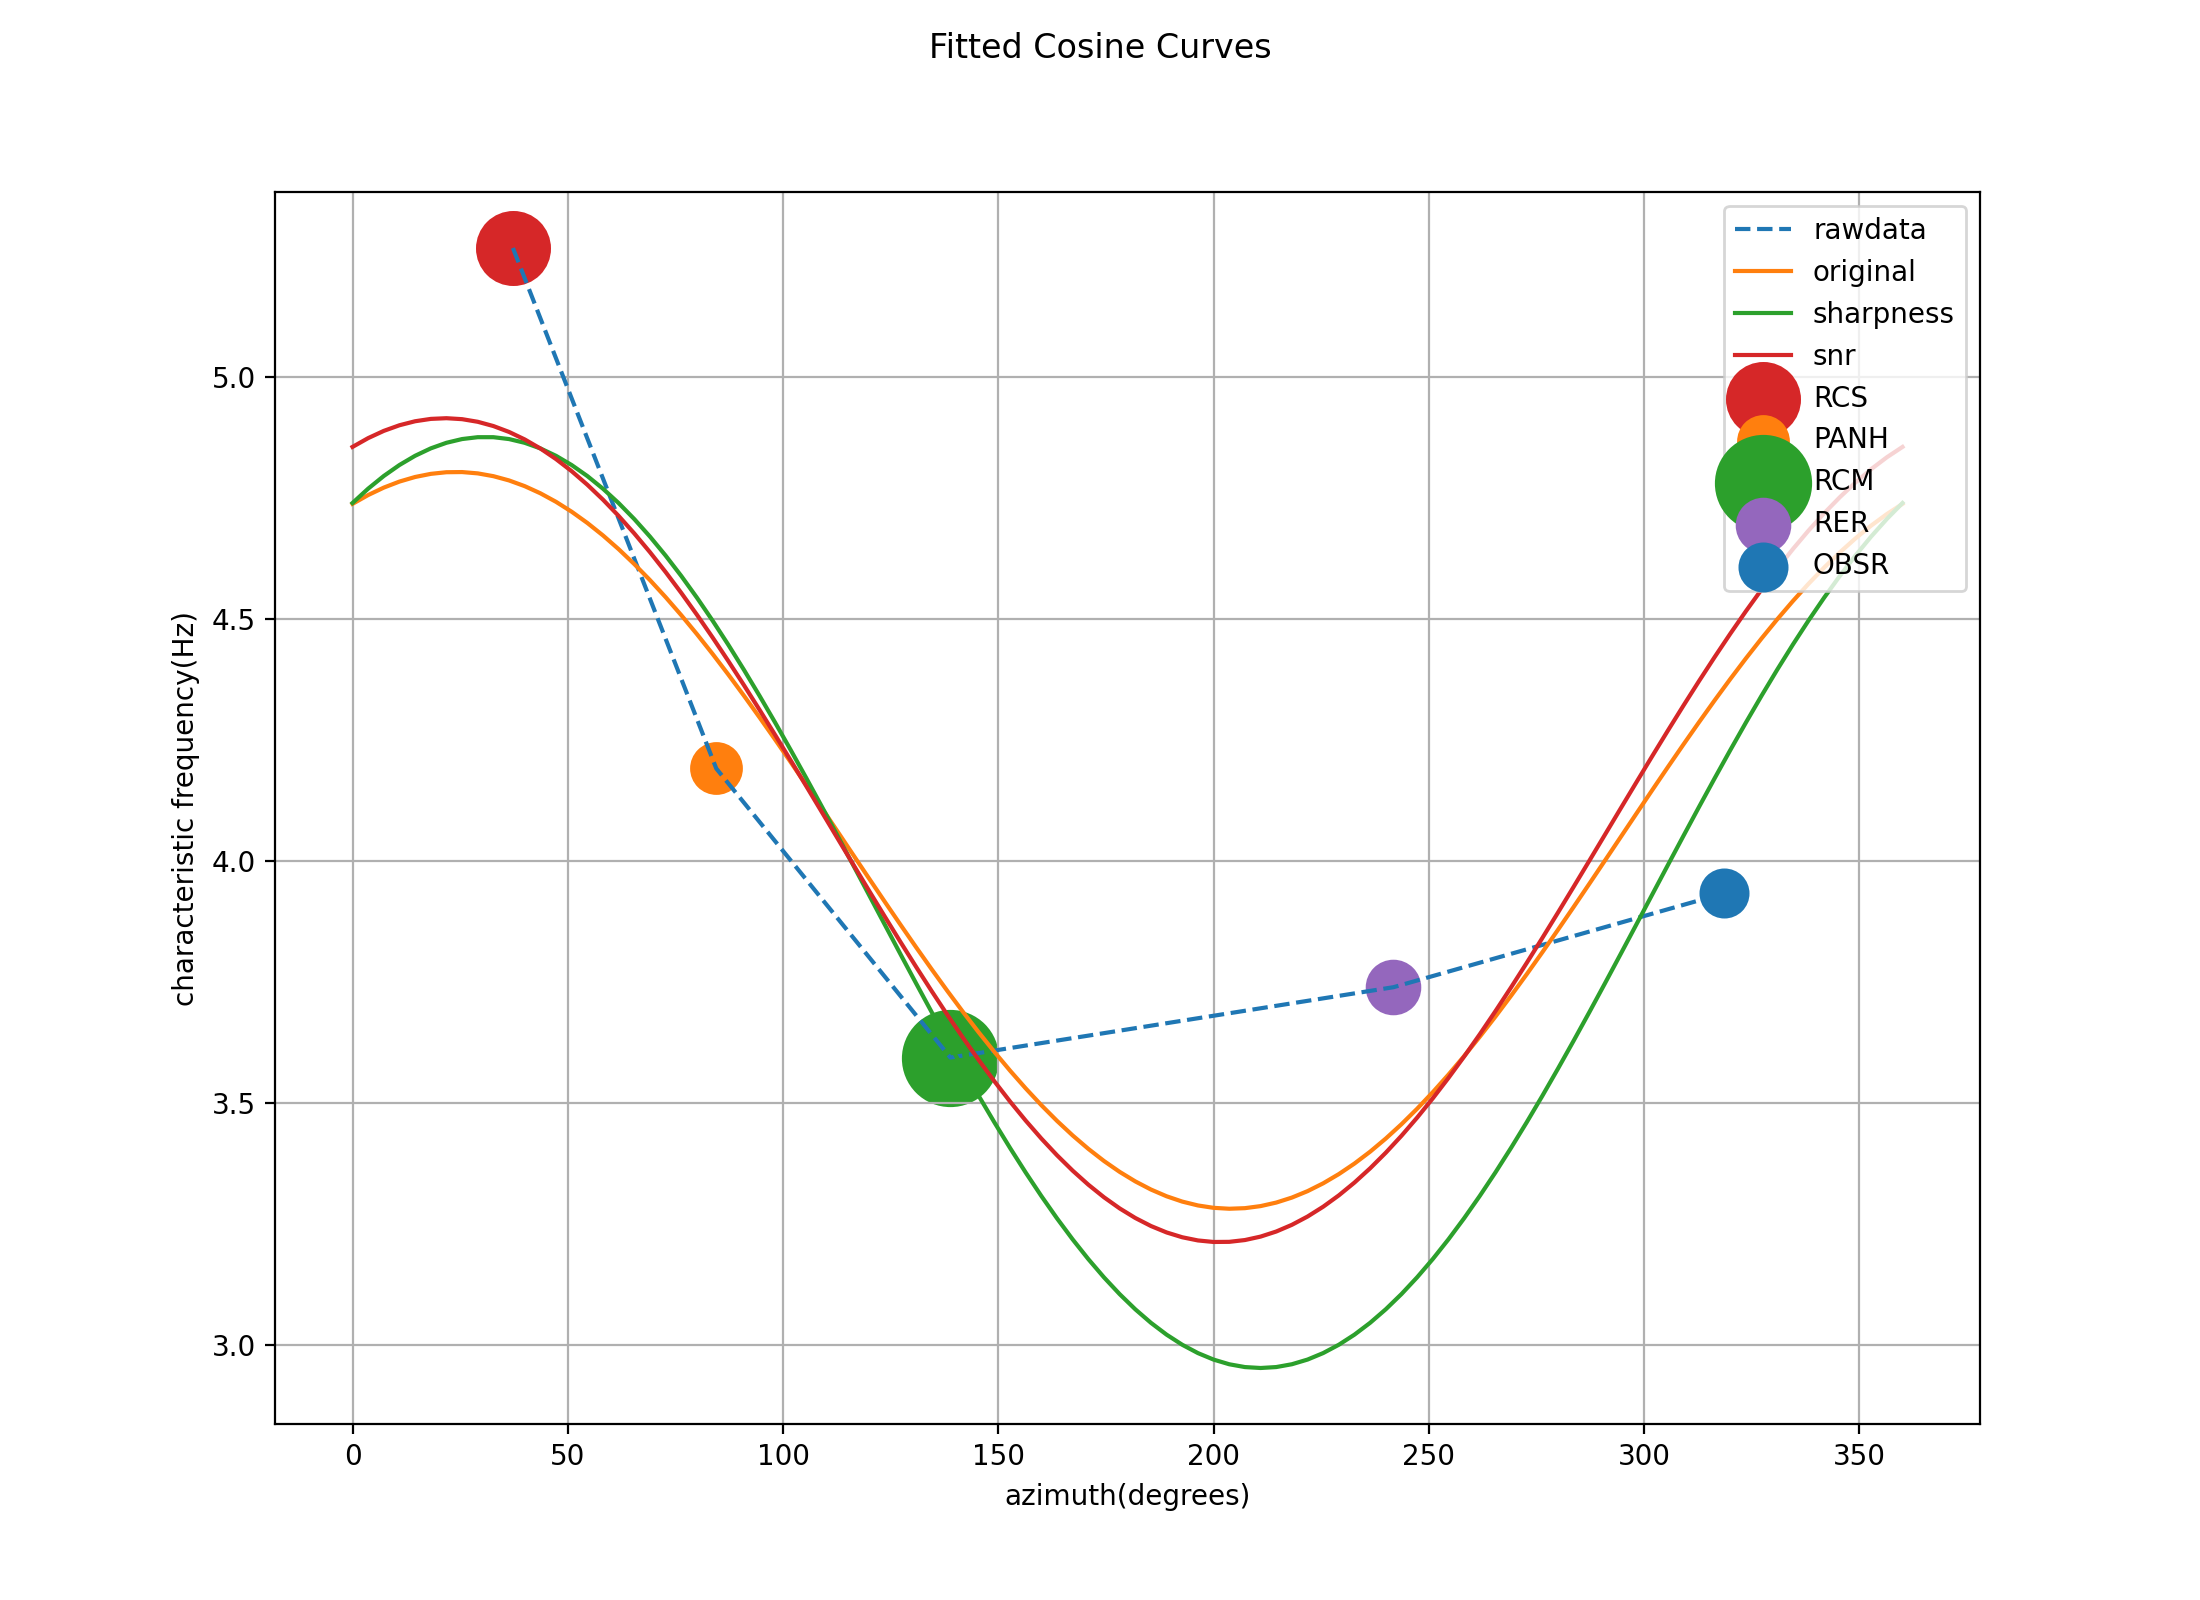 Fitted Cosine Curves
rawdata
original
sharpness
snr
RCS
PANH
RCM
RER
OBSR
5.0
4.5
4.0
3.5
3.0
characteristic frequency(Hz)
0 50 100 150 200 250 300 350
azimuth(degrees)